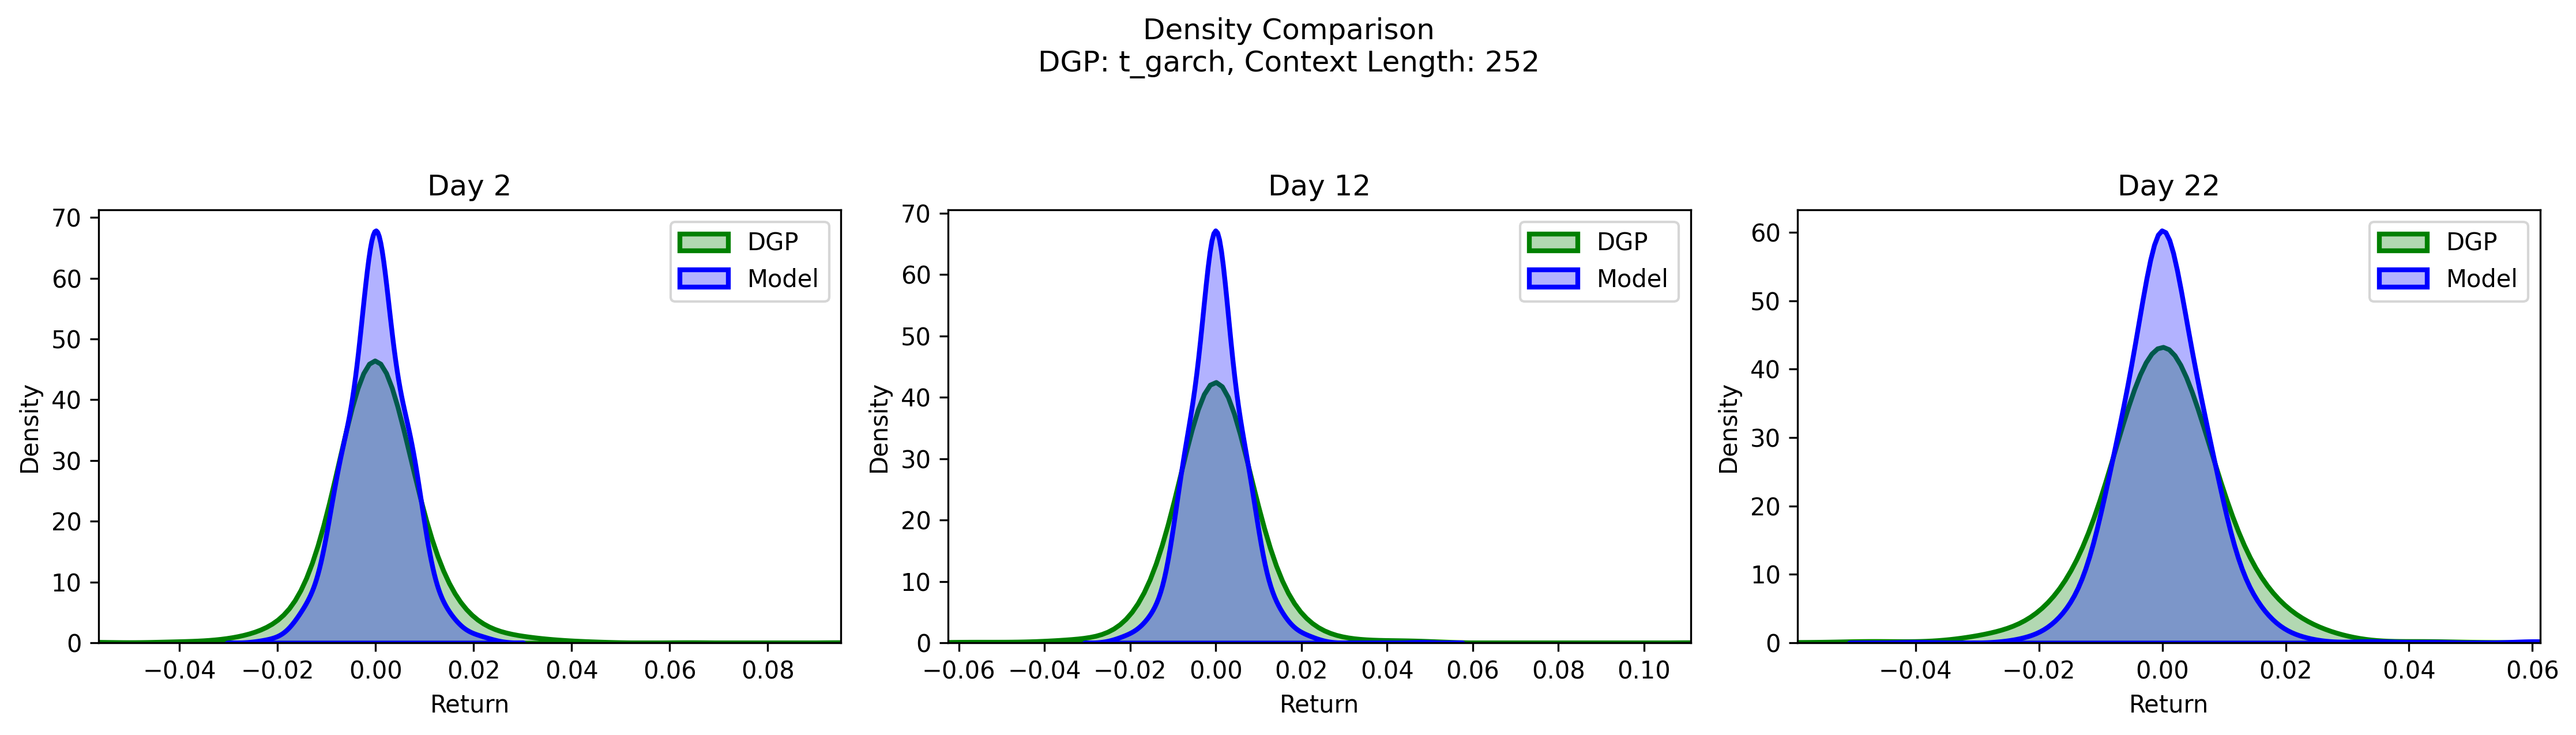 Density Comparison
DGP: t_garch, Context Length: 252
Day 2
70
60
50
40
30
20
10
0
Density
−0.04 −0.02 0.00 0.02 0.04 0.06 0.08
Return
DGP
Model
Day 12
70
60
50
40
30
20
10
0
Density
−0.06 −0.04 −0.02 0.00 0.02 0.04 0.06 0.08 0.10
Return
DGP
Model
Day 22
60
50
40
30
20
10
0
Density
−0.04 −0.02 0.00 0.02 0.04 0.06
Return
DGP
Model